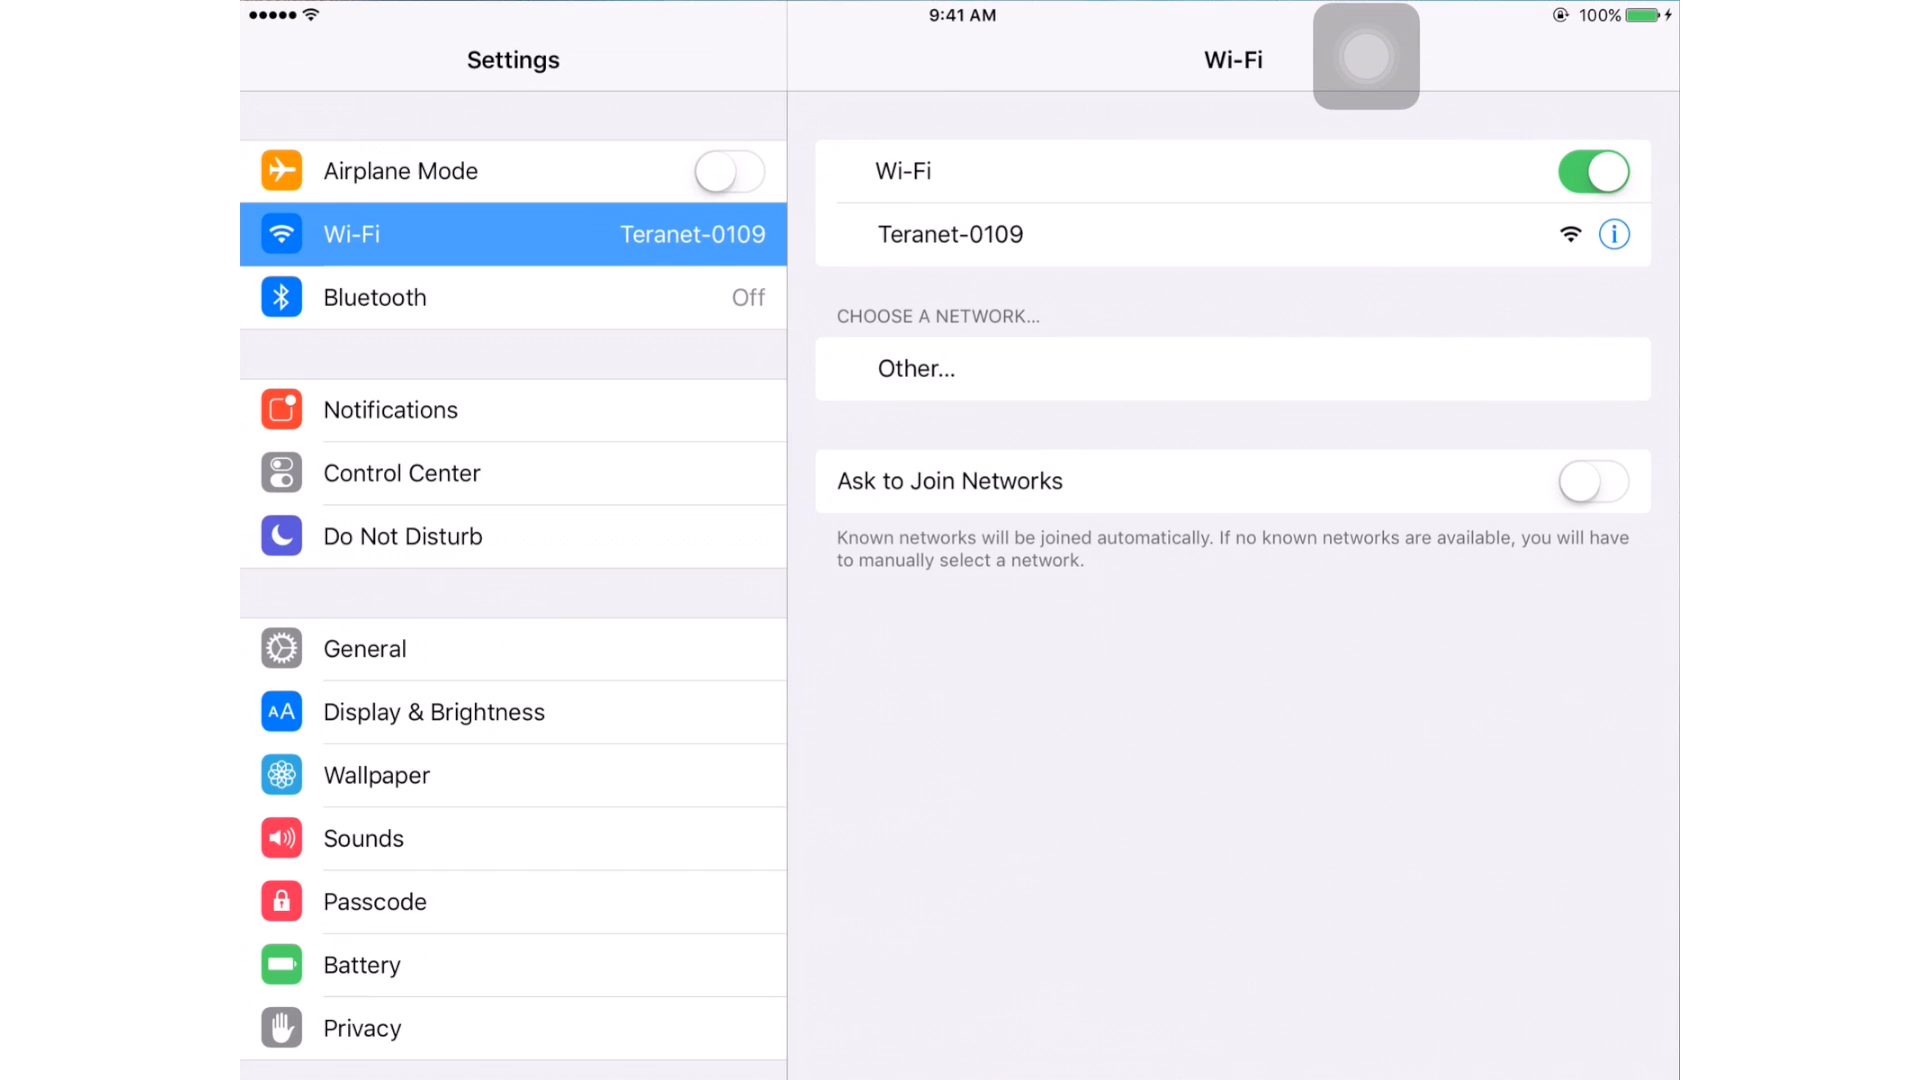 9:41 AM
100%
Settings
Airplane Mode
Wi-Fi Teranet-0109
Bluetooth Off
Notifications
Control Center
Do Not Disturb
General
AA Display & Brightness
Wallpaper
Sounds
Passcode
Battery
Privacy
Wi-Fi
Wi-Fi
Teranet-0109
CHOOSE A NETWORK...
Other...
Ask to Join Networks
Known networks will be joined automatically. If no known networks are available, you will have
to manually select a network.